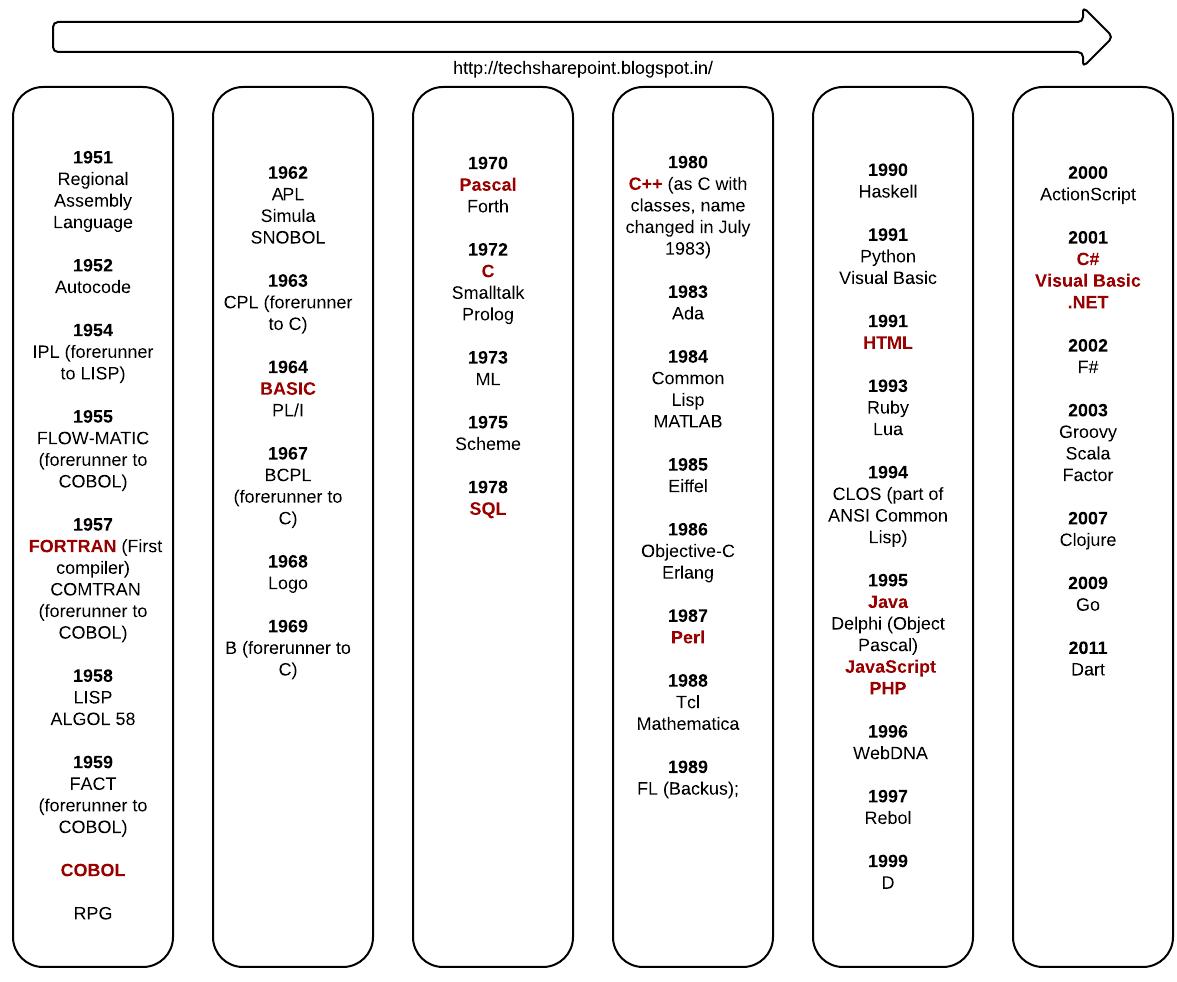 http://techsharepoint.blogspot.in/
1951
Regional
Assembly
Language
1952
Autocode
1954
IPL (forerunner
to LISP)
1955
FLOW-MATIC
(forerunner to
COBOL)
1957
FORTRAN (First
compiler)
COMTRAN
(forerunner to
COBOL)
1958
LISP
ALGOL 58
1959
FACT
(forerunner to
COBOL)
COBOL
RPG
1962
APL
Simula
SNOBOL
1963
CPL (forerunner
to C)
1964
BASIC
PL/I
1967
BCPL
(forerunner to
C)
1968
Logo
1969
B (forerunner to
C)
1970
Pascal
Forth
1972
C
Smalltalk
Prolog
1973
ML
1975
Scheme
1978
SQL
1980
C++ (as C with
classes, name
changed in July
1983)
1983
Ada
1984
Common
Lisp
MATLAB
1985
Eiffel
1986
Objective-C
Erlang
1987
Perl
1988
Tcl
Mathematica
1989
FL (Backus);
1990
Haskell
1991
Python
Visual Basic
1991
HTML
1993
Ruby
Lua
1994
CLOS (part of
ANSI Common
Lisp)
1995
Java
Delphi (Object
Pascal)
JavaScript
PHP
1996
WebDNA
1997
Rebol
1999
D
2000
ActionScript
2001
C#
Visual Basic
.NET
2002
F#
2003
Groovy
Scala
Factor
2007
Clojure
2009
Go
2011
Dart